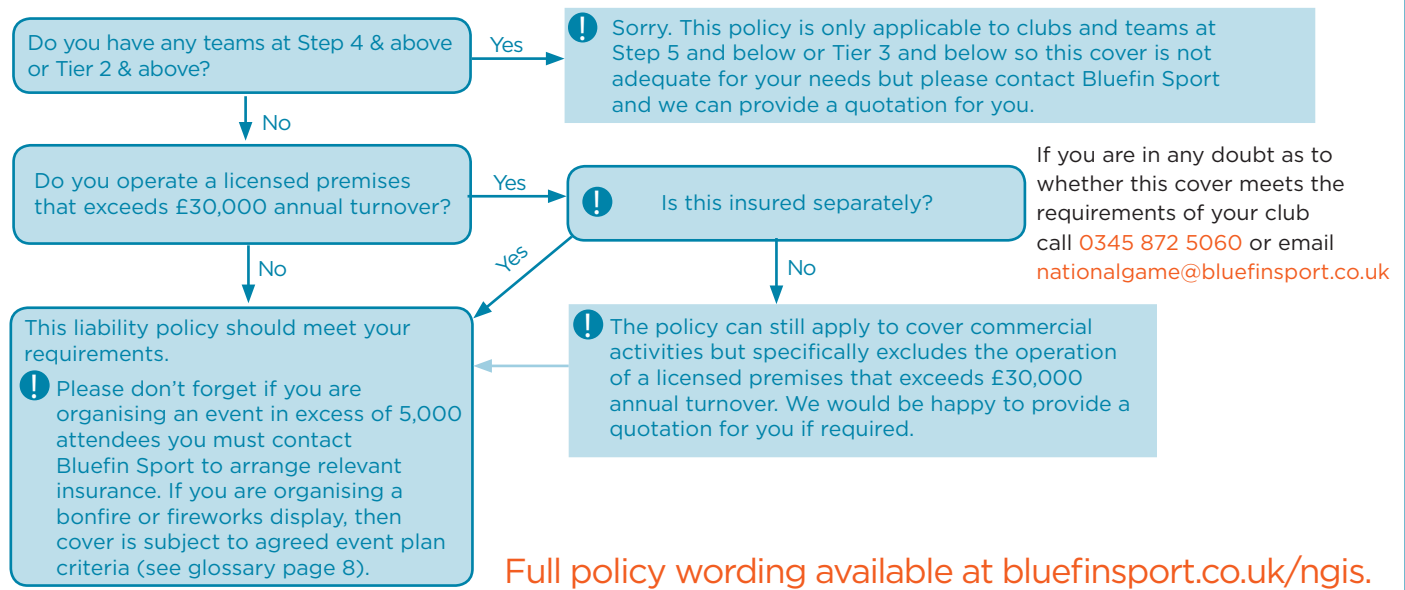 Do you have any teams at Step 4 & above
or Tier 2 & above?
Yes
Sorry. This policy is only applicable to clubs and teams at
Step 5 and below or Tier 3 and below so this cover is not
adequate for your needs but please contact Bluefin Sport
and we can provide a quotation for you.
No
Do you operate a licensed premises
that exceeds £30,000 annual turnover?
Yes
Is this insured separately?
If you are in any doubt as to
whether this cover meets the
requirements of your club
call 0345 872 5060 or email
nationalgame@bluefinsport.co.uk
No
Yes
No
This liability policy should meet your
requirements.
Please don't forget if you are
organising an event in excess of 5,000
attendees you must contact
Bluefin Sport to arrange relevant
insurance. If you are organising a
bonfire or fireworks display, then
cover is subject to agreed event plan
criteria (see glossary page 8).
The policy can still apply to cover commercial
activities but specifically excludes the operation
of a licensed premises that exceeds £30,000
annual turnover. We would be happy to provide a
quotation for you if required.
Full policy wording available at bluefinsport.co.uk/ngis.